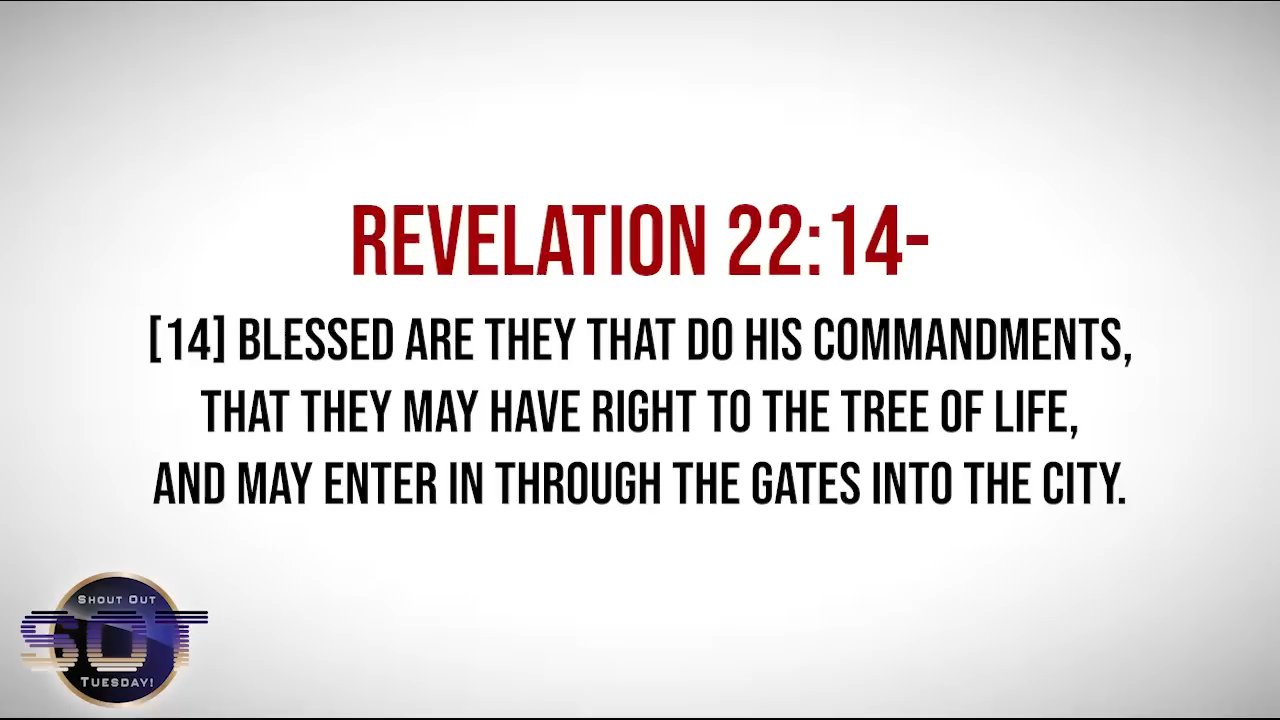 REVELATION 22:14-
[14] BLESSED ARE THEY THAT DO HIS COMMANDMENTS,
THAT THEY MAY HAVE RIGHT TO THE TREE OF LIFE,
AND MAY ENTER IN THROUGH THE GATES INTO THE CITY.
SHOUT OUT
SOT
TUESDAY!